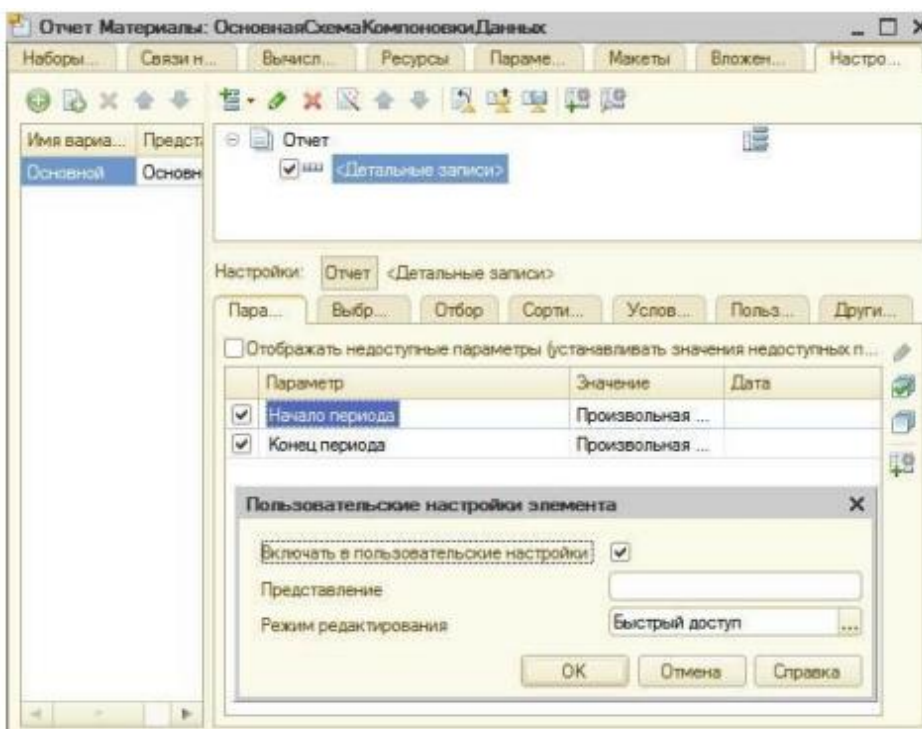 Отчет Материалы: ОсновнаяСхемаКомпоновкиДанных
Наборы... Связи н... Вычисл... Ресурсы Параме... Макеты Вложен... Настро...
Имя вариа... Предст
Основной Основн
Отчет
<Детальные записи>
Настройки: Отчет <Детальные записи>
Пара... Выбр... Отбор Сорти... Услов... Польз... Други...
Отображать недоступные параметры (устанавливать значения недоступных п...
Параметр Значение Дата
Начало периода Произвольная ...
Конец периода Произвольная ...
Пользовательские настройки элемента
Включать в пользовательские настройки
Представление
Режим редактирования Быстрый доступ ...
OK Отмена Справка